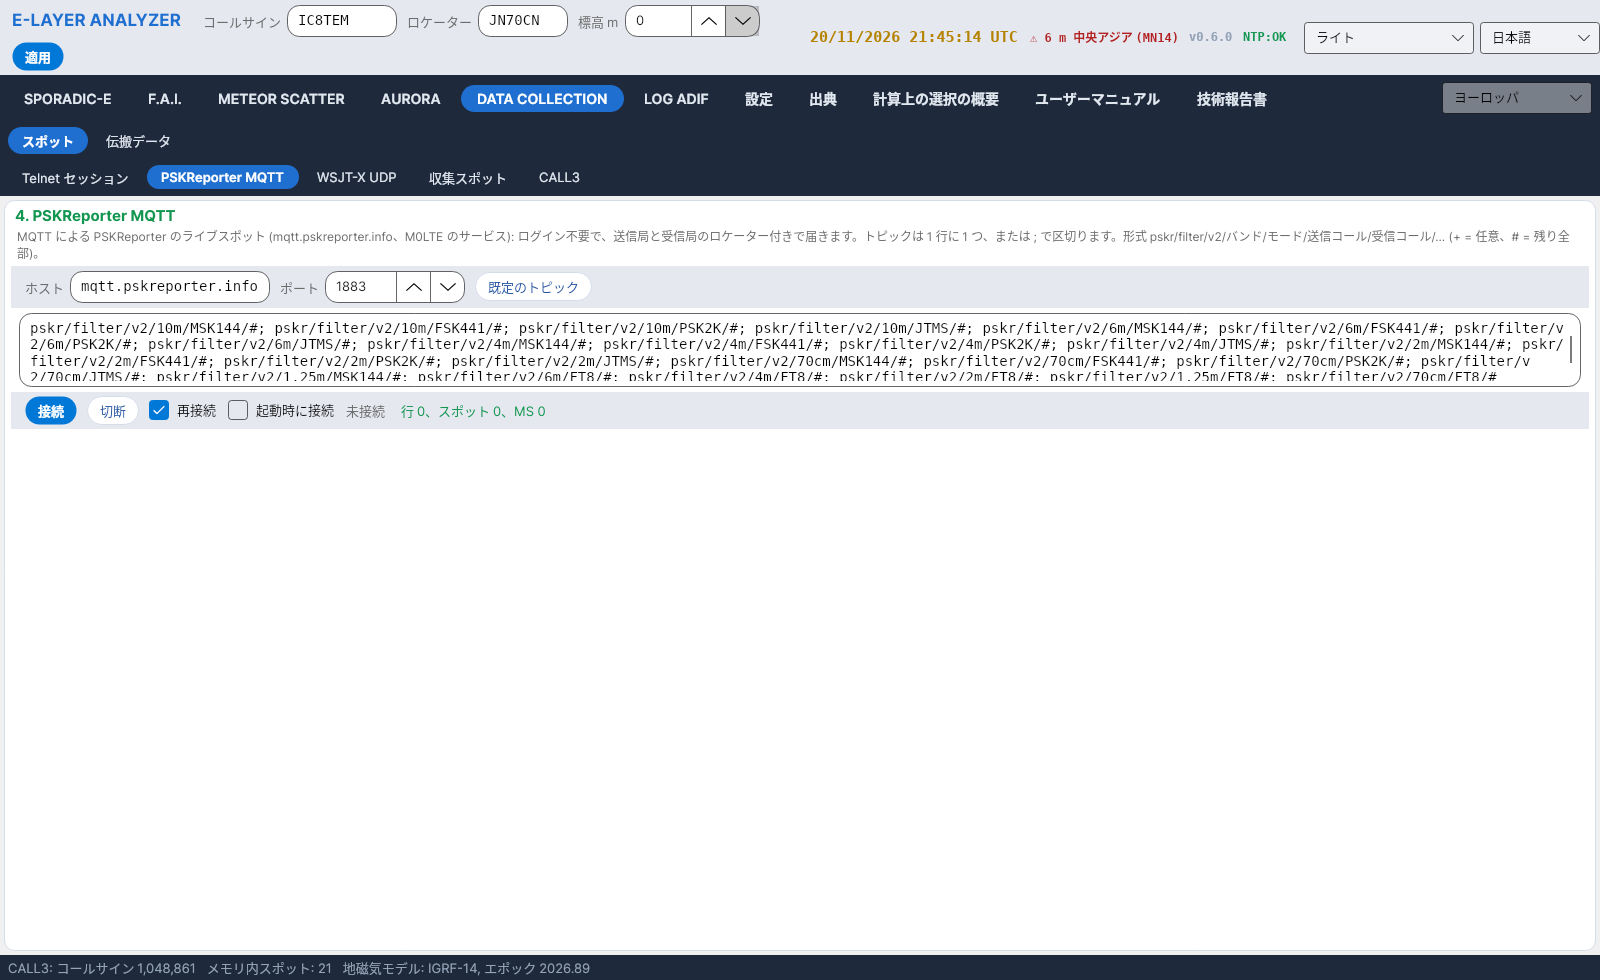 E-LAYER ANALYZER コールサイン IC8TEM ロケーター JN70CN 標高 m 0
20/11/2026 21:45:14 UTC ⚠ 6 m 中央アジア (MN14) v0.6.0 NTP:OK ライト 日本語
適用
SPORADIC-E F.A.I. METEOR SCATTER AURORA DATA COLLECTION LOG ADIF 設定 出典 計算上の選択の概要 ユーザーマニュアル 技術報告書 ヨーロッパ
スポット 伝搬データ
Telnet セッション PSKReporter MQTT WSJT-X UDP 収集スポット CALL3
4. PSKReporter MQTT
MQTT による PSKReporter のライブスポット (mqtt.pskreporter.info、M0LTE のサービス): ログイン不要で、送信局と受信局のロケーター付きで届きます。トピックは 1 行に 1 つ、または ; で区切ります。形式 pskr/filter/v2/バンド/モード/送信コール/受信コール/... (+ = 任意、# = 残り全
部)。
ホスト mqtt.pskreporter.info ポート 1883 既定のトピック
pskr/filter/v2/10m/MSK144/#; pskr/filter/v2/10m/FSK441/#; pskr/filter/v2/10m/PSK2K/#; pskr/filter/v2/10m/JTMS/#; pskr/filter/v2/6m/MSK144/#; pskr/filter/v2/6m/FSK441/#; pskr/filter/v
2/6m/PSK2K/#; pskr/filter/v2/6m/JTMS/#; pskr/filter/v2/4m/MSK144/#; pskr/filter/v2/4m/FSK441/#; pskr/filter/v2/4m/PSK2K/#; pskr/filter/v2/4m/JTMS/#; pskr/filter/v2/2m/MSK144/#; pskr/
filter/v2/2m/FSK441/#; pskr/filter/v2/2m/PSK2K/#; pskr/filter/v2/2m/JTMS/#; pskr/filter/v2/70cm/MSK144/#; pskr/filter/v2/70cm/FSK441/#; pskr/filter/v2/70cm/PSK2K/#; pskr/filter/v
2/70cm/JTMS/#; pskr/filter/v2/1.25m/MSK144/#; pskr/filter/v2/6m/FT8/#; pskr/filter/v2/4m/FT8/#; pskr/filter/v2/2m/FT8/#; pskr/filter/v2/1.25m/FT8/#; pskr/filter/v2/70cm/FT8/#
接続 切断 再接続 起動時に接続 未接続 行 0、スポット 0、MS 0
CALL3: コールサイン 1,048,861 メモリ内スポット: 21 地磁気モデル: IGRF-14, エポック 2026.89